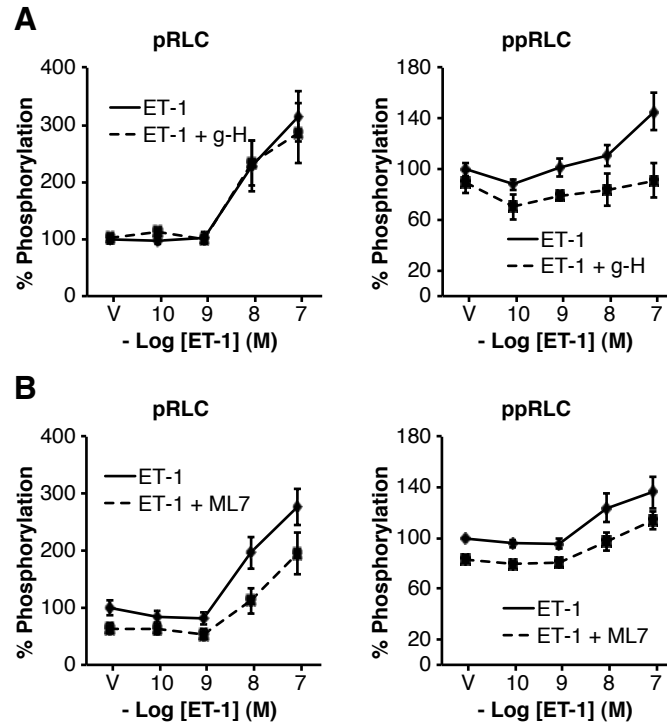 A
pRLC
% Phosphorylation
400
300
200
100
0
ET-1
ET-1 + g-H
V 10 9 8 7
- Log [ET-1] (M)
ppRLC
% Phosphorylation
180
140
100
60
20
0
ET-1
ET-1 + g-H
V 10 9 8 7
- Log [ET-1] (M)
B
pRLC
% Phosphorylation
400
300
200
100
0
ET-1
ET-1 + ML7
V 10 9 8 7
- Log [ET-1] (M)
ppRLC
% Phosphorylation
180
140
100
60
20
0
ET-1
ET-1 + ML7
V 10 9 8 7
- Log [ET-1] (M)